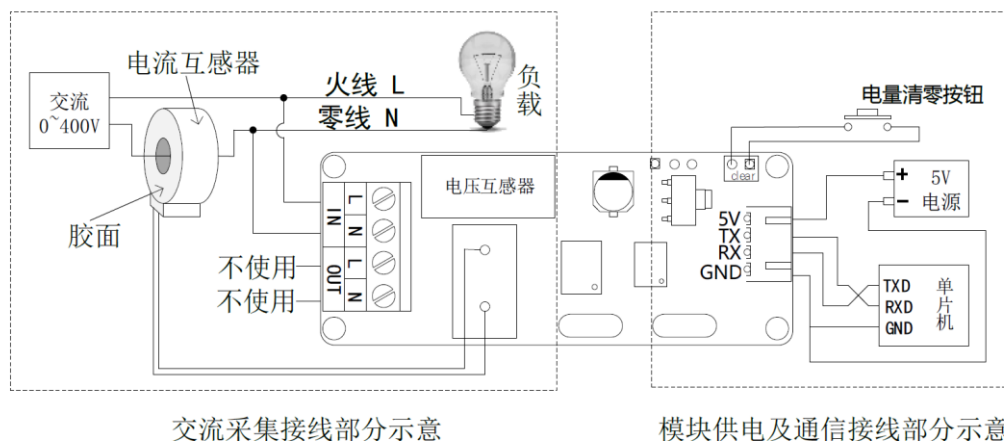 电流互感器
交流
0~400V
火线 L
零线 N
负
载
胶面
不使用
不使用
IN
L
N
OUT
L
N
电压互感器
clear
电量清零按钮
5V
TX
RX
GND
+
5V
−
电源
TXD
RXD
GND
单
片
机
交流采集接线部分示意
模块供电及通信接线部分示意